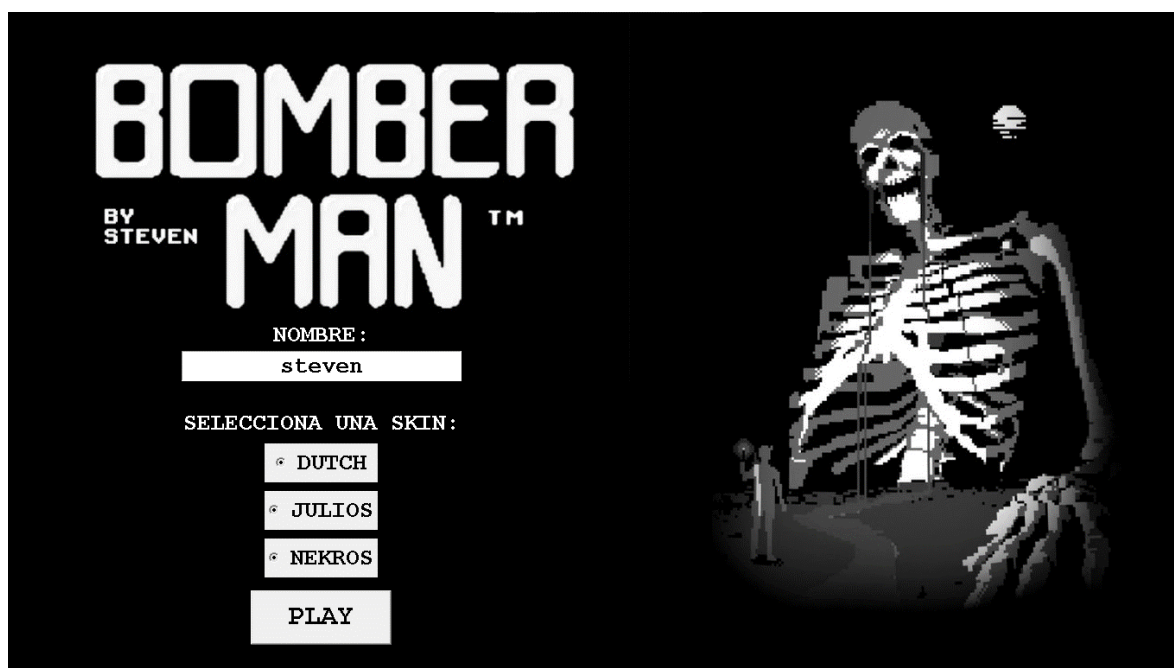 BOMBER
BY
STEVEN
MAN
TM
NOMBRE:
steven
SELECCIONA UNA SKIN:
DUTCH
JULIOS
NEKROS
PLAY